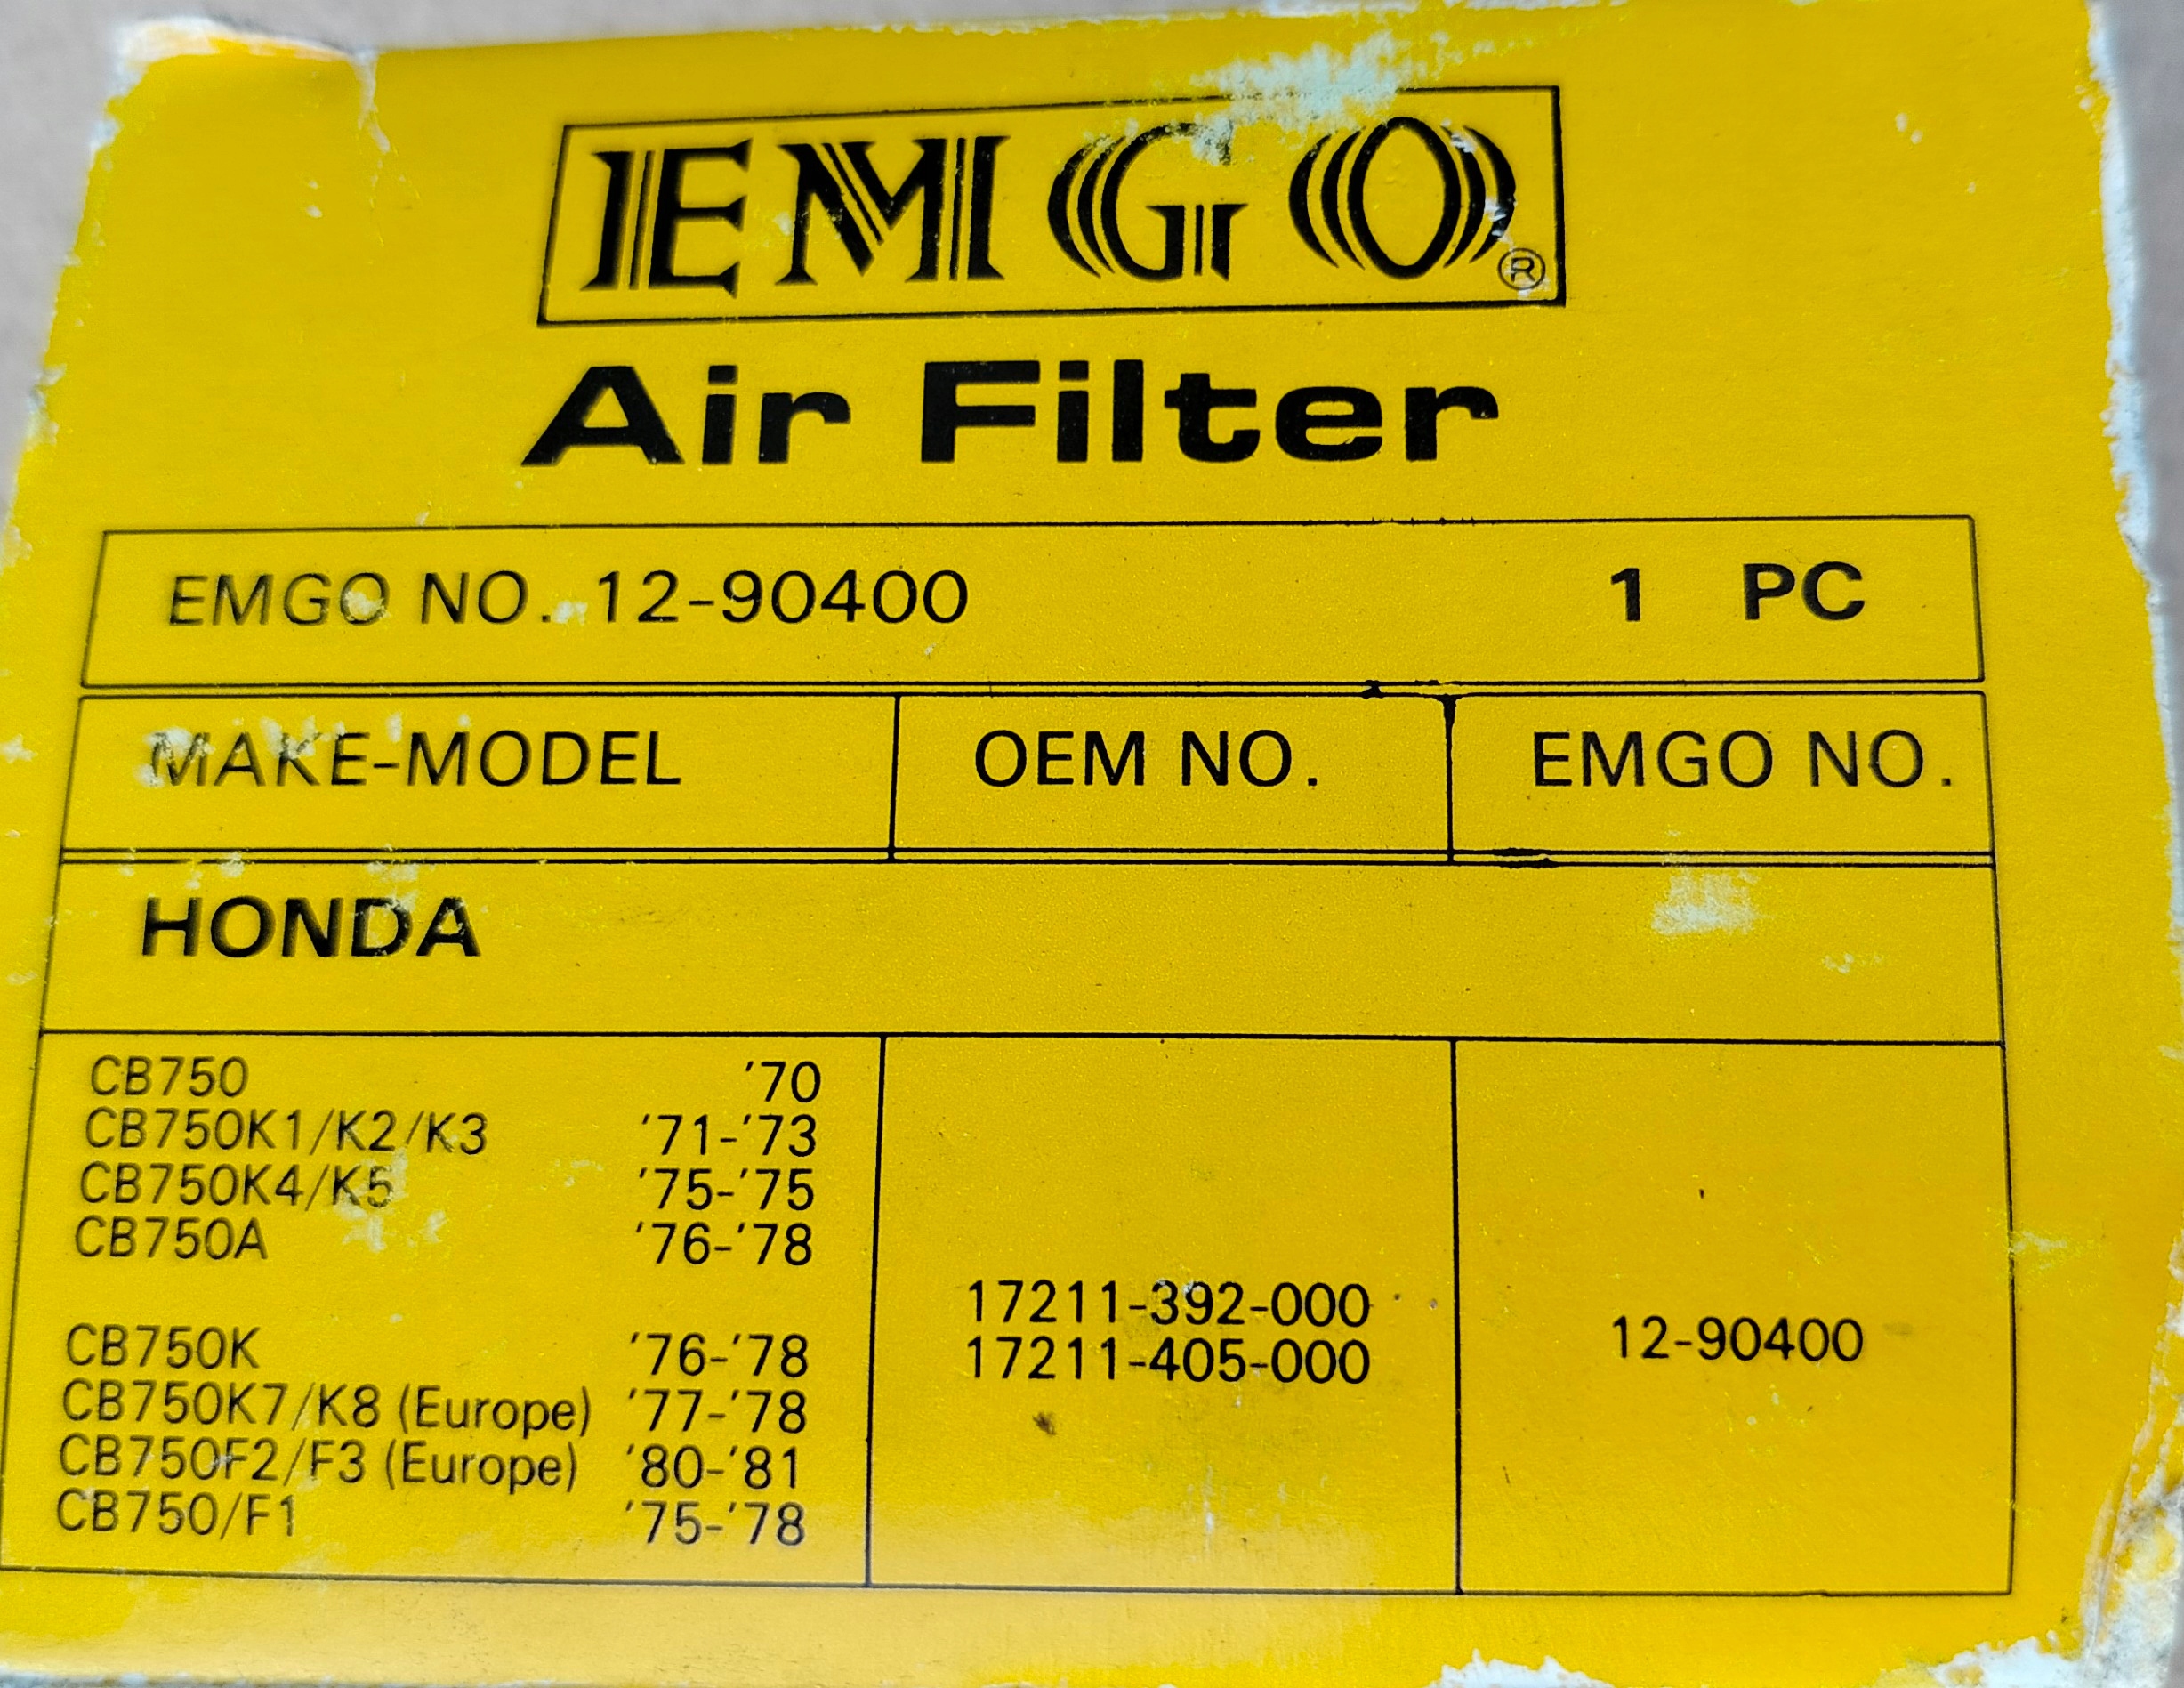 EMGO®
Air Filter
EMGO NO. 12-90400 1 PC
MAKE-MODEL OEM NO. EMGO NO.
HONDA
CB750 '70
CB750K1/K2/K3 '71-'73
CB750K4/K5 '75-'75
CB750A '76-'78
17211-392-000
CB750K '76-'78 17211-405-000 12-90400
CB750K7/K8 (Europe) '77-'78
CB750F2/F3 (Europe) '80-'81
CB750/F1 '75-'78